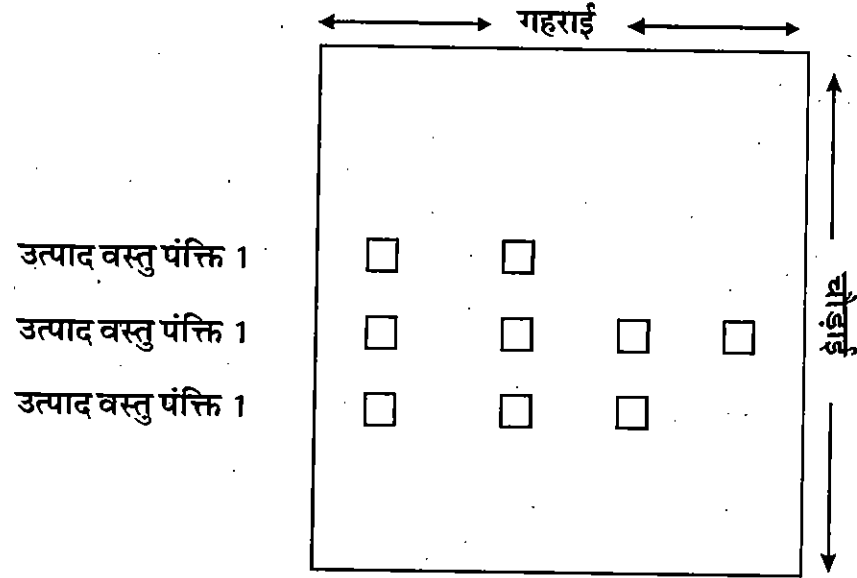 गहराई
उत्पाद वस्तु पंक्ति 1
उत्पाद वस्तु पंक्ति 1
उत्पाद वस्तु पंक्ति 1
चौड़ाई